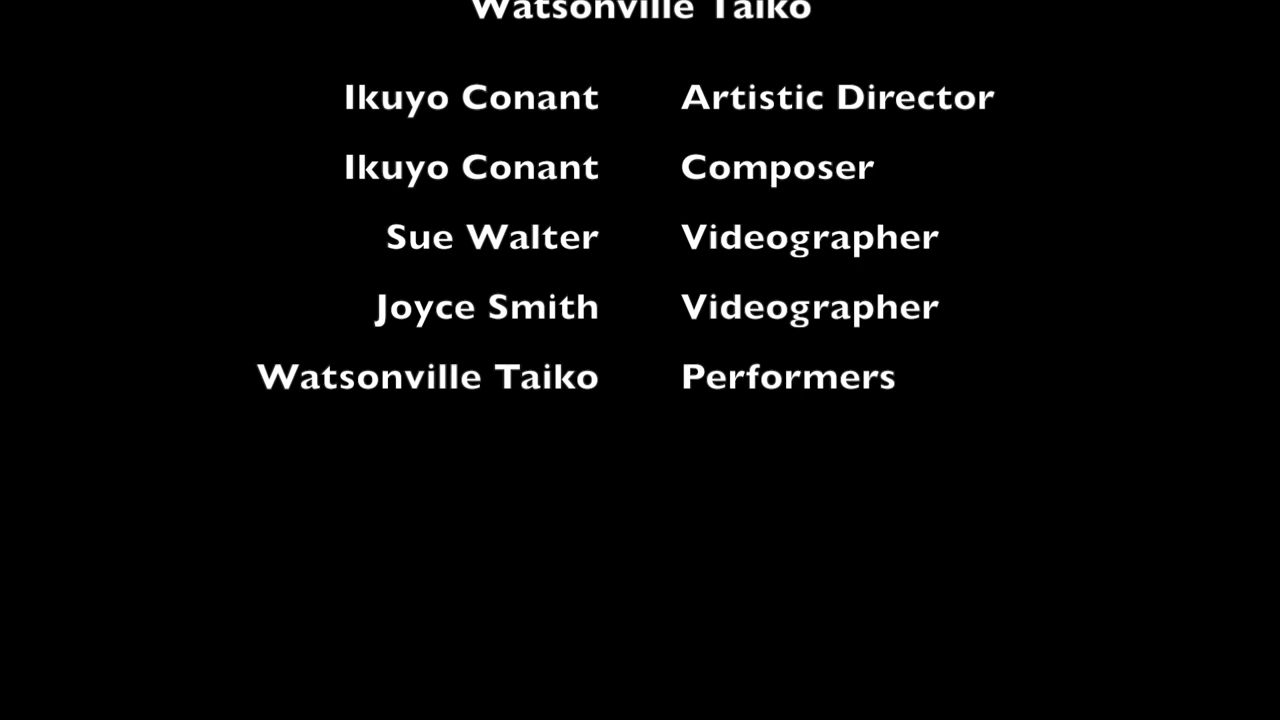 Watsonville Taiko
Ikuyo Conant Artistic Director
Ikuyo Conant Composer
Sue Walter Videographer
Joyce Smith Videographer
Watsonville Taiko Performers